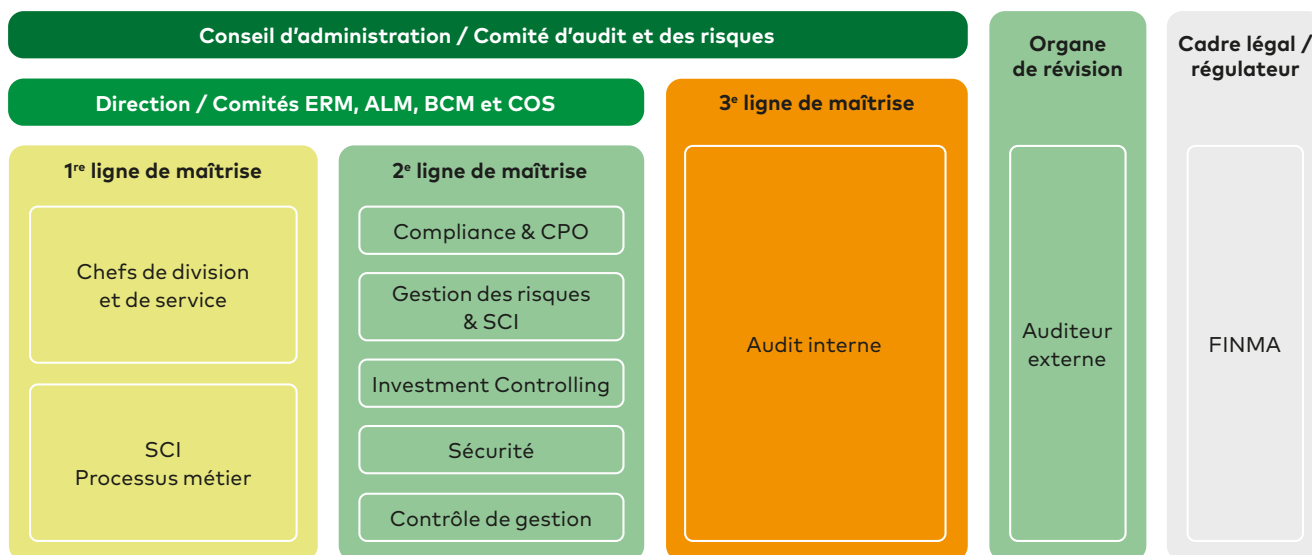 Conseil d'administration / Comité d'audit et des risques
Direction / Comités ERM, ALM, BCM et COS
1re ligne de maîtrise
Chefs de division
et de service
SCI
Processus métier
2e ligne de maîtrise
Compliance & CPO
Gestion des risques
& SCI
Investment Controlling
Sécurité
Contrôle de gestion
3e ligne de maîtrise
Audit interne
Organe
de révision
Auditeur
externe
Cadre légal /
régulateur
FINMA